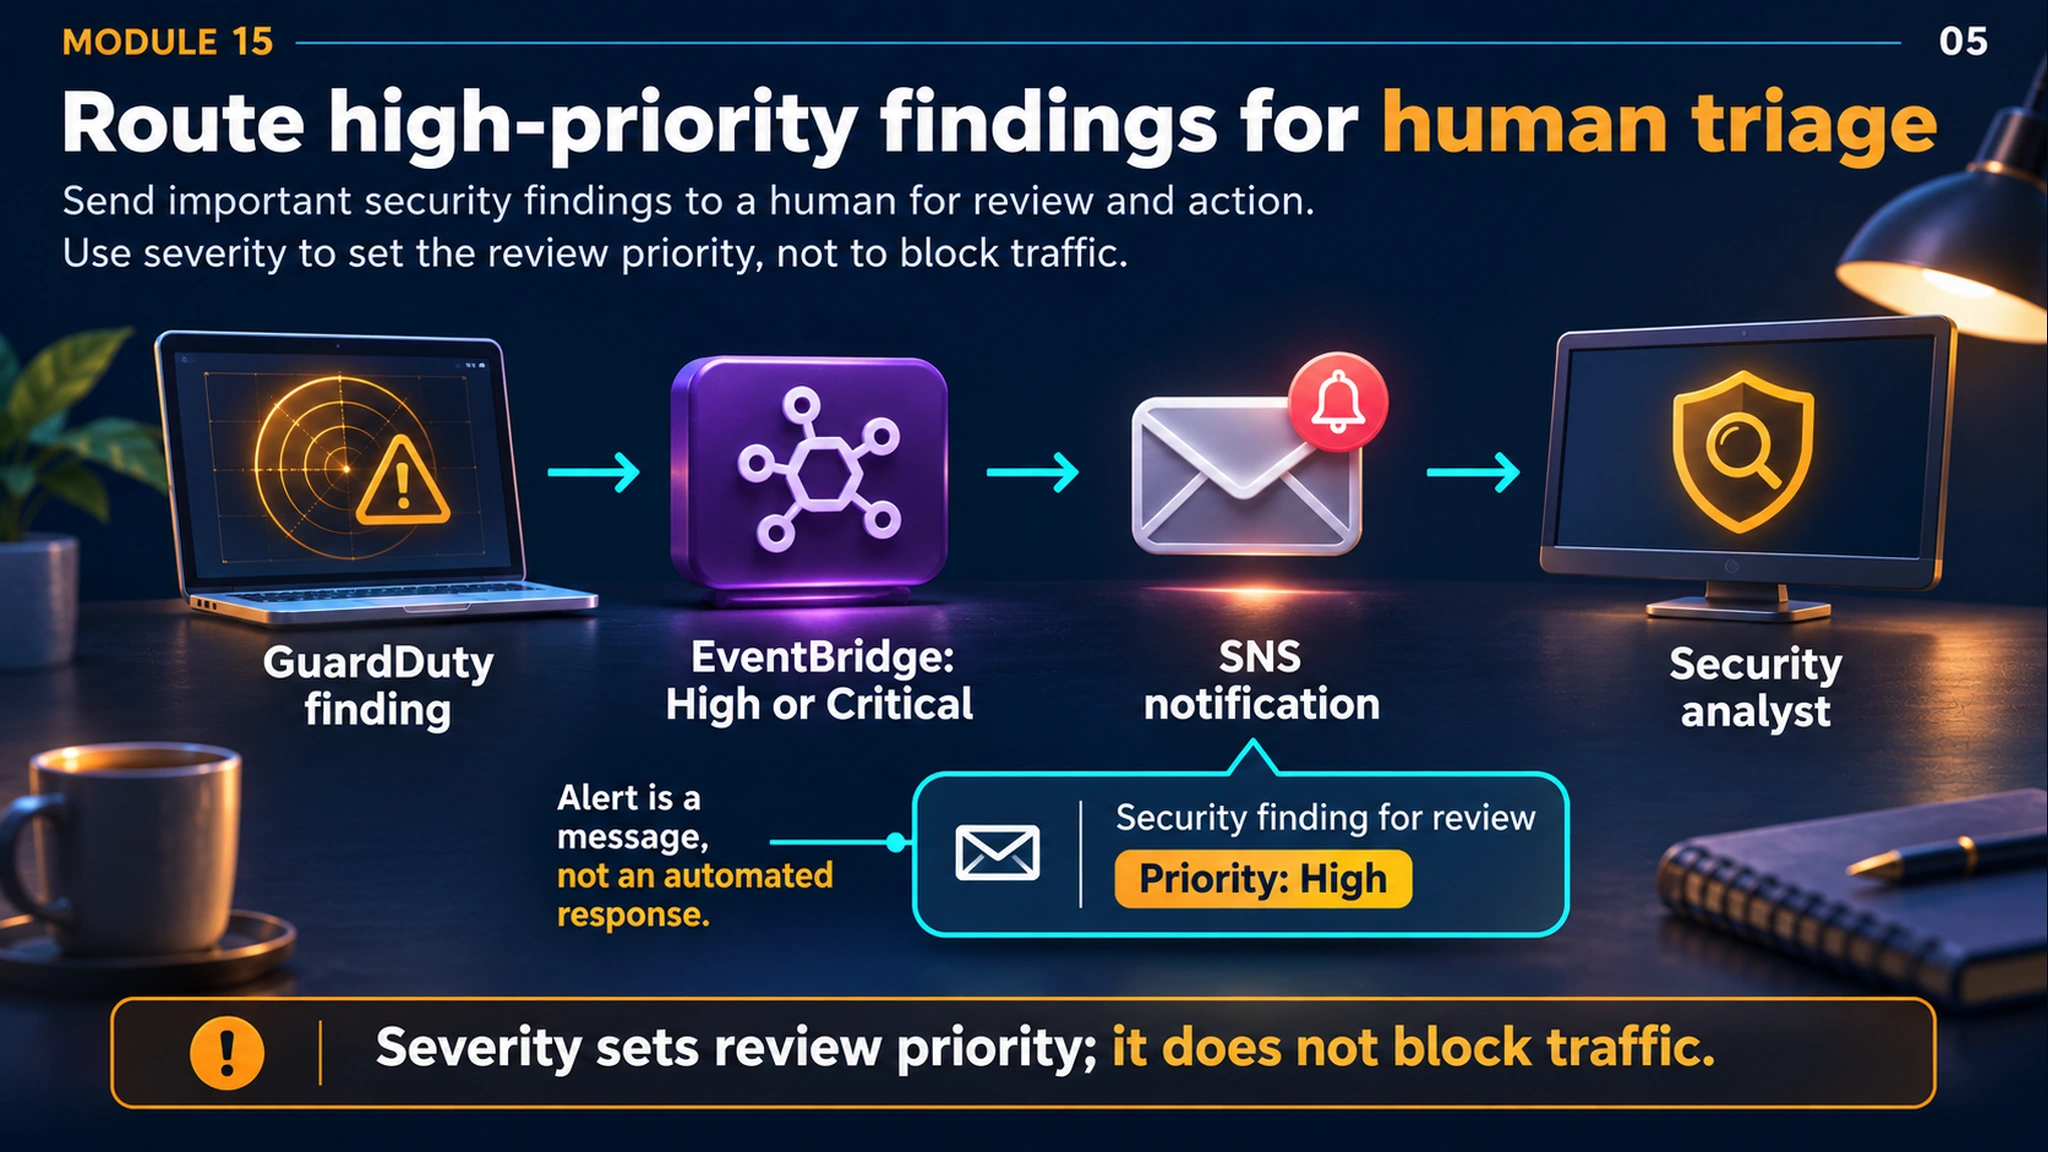 MODULE 15
05
Route high-priority findings for human triage
Send important security findings to a human for review and action.
Use severity to set the review priority, not to block traffic.
GuardDuty
finding
EventBridge:
High or Critical
SNS
notification
Security
analyst
Alert is a
message,
not an automated
response.
Security finding for review
Priority: High
Severity sets review priority; it does not block traffic.